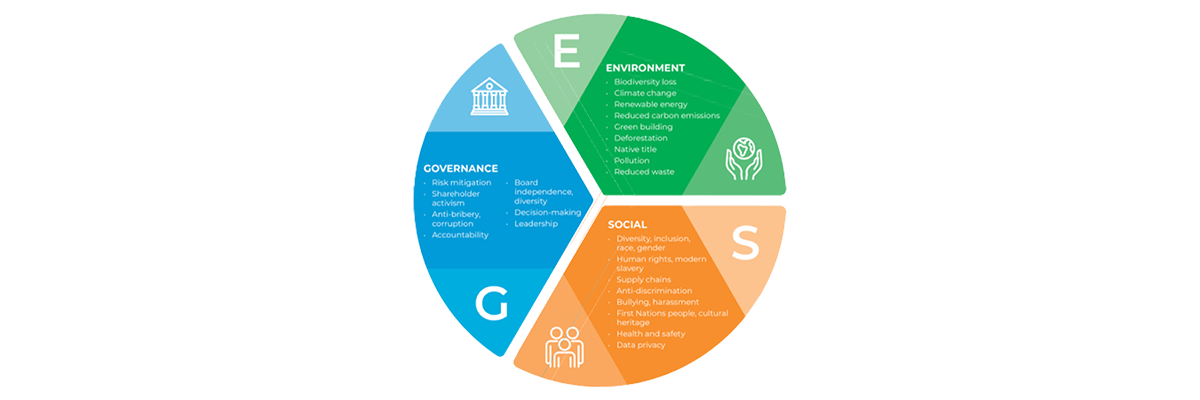 E
ENVIRONMENT
· Biodiversity loss
· Climate change
· Renewable energy
· Reduced carbon emissions
· Green building
· Deforestation
· Native title
· Pollution
· Reduced waste
GOVERNANCE
· Risk mitigation
· Shareholder
activism
· Anti-bribery,
corruption
· Accountability
· Board
independence,
diversity
· Decision-making
· Leadership
G
SOCIAL
· Diversity, inclusion,
race, gender
· Human rights, modern
slavery
· Supply chains
· Anti-discrimination
· Bullying, harassment
· First Nations people, cultural
heritage
· Health and safety
· Data privacy
S